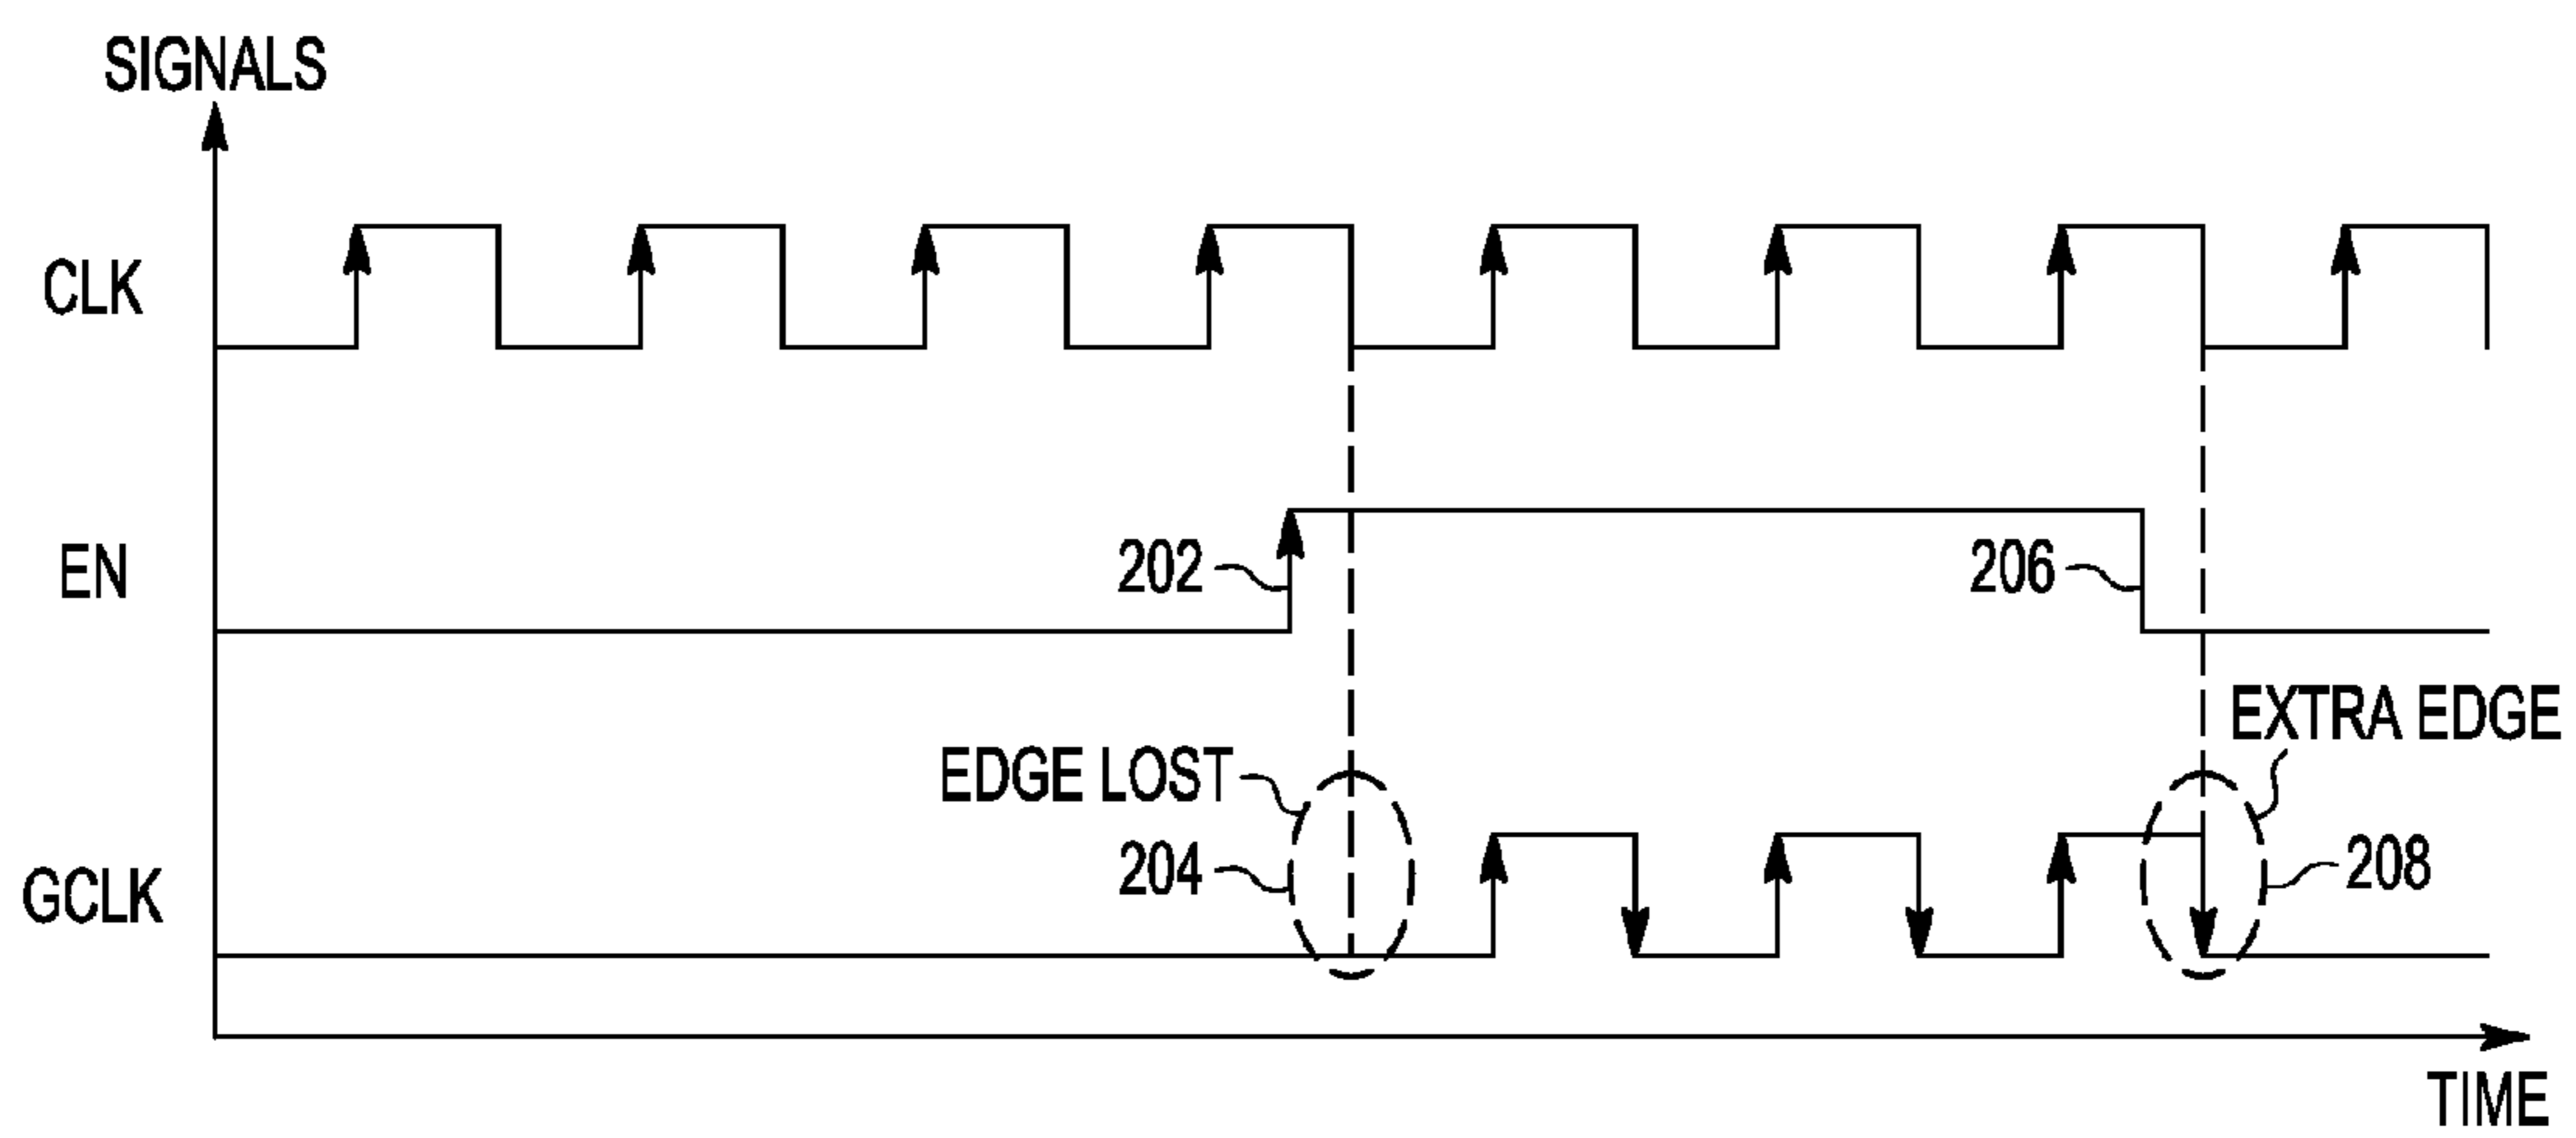 SIGNALS
CLK
EN
202
206
EXTRA EDGE
EDGE LOST
204
208
GCLK
TIME